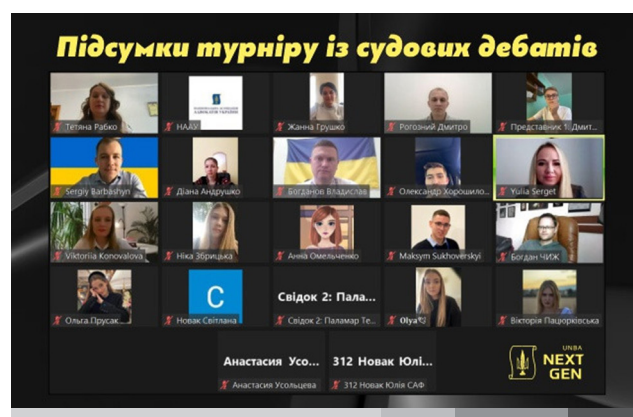 Підсумки турніру із судових дебатів
Тетяна Рабко
НААУ
Жанна Грушко
Рогозний Дмитро
Представник 1: Дмит...
Sergiy Barbashyn
Діана Андрушко
Богданов Владислав
Олександр Хорошило...
Yulia Serget
Viktoriia Konovalova
Ніка Збрицька
Анна Омельченко
Maksym Sukhoverskyi
Богдан ЧИЖ
Ольга Прусак
С
Новак Світлана
Свідок 2: Пала...
Свідок 2: Паламар Те...
Olya
Вікторія Пацюрківська
Анастасия Усо...
Анастасия Усольцева
312 Новак Юлі...
312 Новак Юлія САФ
UNBA
NEXT
GEN